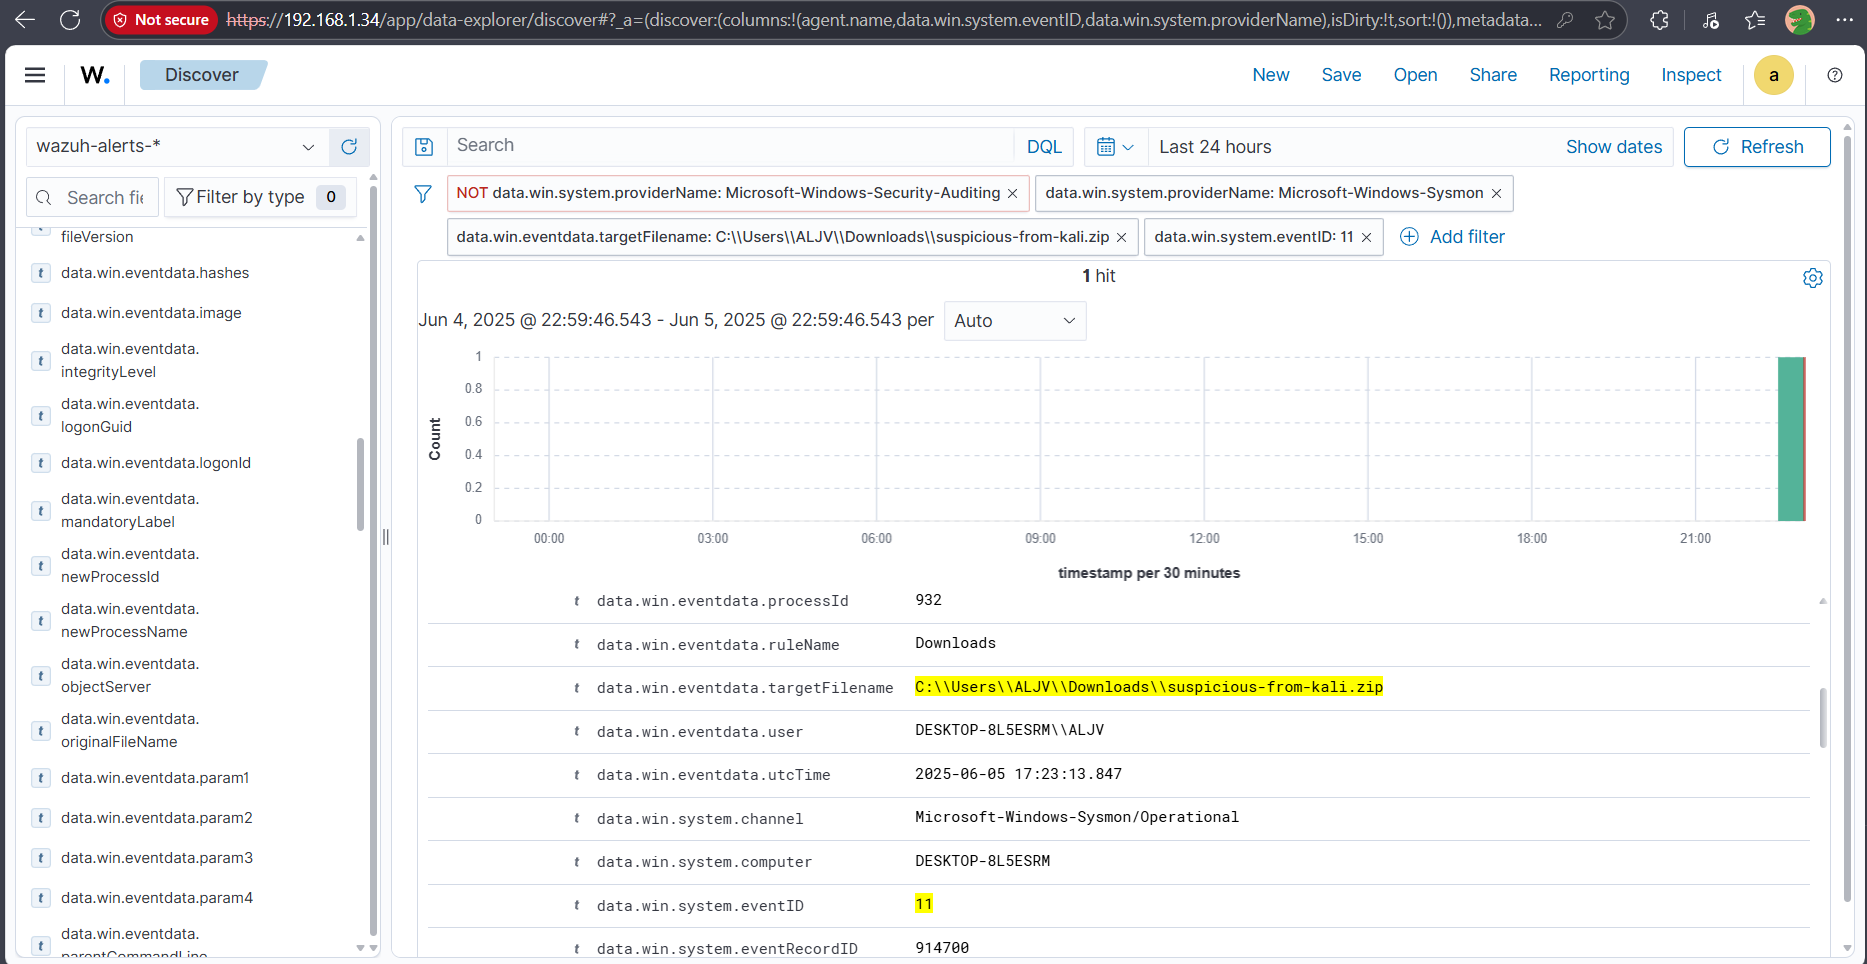 Not secure
https://192.168.1.34/app/data-explorer/discover#?_a=(discover:(columns:!(agent.name,data.win.system.eventID,data.win.system.providerName),isDirty:!t,sort:!()),metadata...
W.
Discover
New
Save
Open
Share
Reporting
Inspect
a
wazuh-alerts-*
Search
DQL
Last 24 hours
Show dates
Refresh
Search fi
Filter by type
0
NOT data.win.system.providerName: Microsoft-Windows-Security-Auditing
data.win.system.providerName: Microsoft-Windows-Sysmon
data.win.eventdata.targetFilename: C:\\Users\\ALJV\\Downloads\\suspicious-from-kali.zip
data.win.system.eventID: 11
Add filter
fileVersion
t data.win.eventdata.hashes
t data.win.eventdata.image
t data.win.eventdata.
integrityLevel
t data.win.eventdata.
logonGuid
t data.win.eventdata.logonId
t data.win.eventdata.
mandatoryLabel
t data.win.eventdata.
newProcessId
t data.win.eventdata.
newProcessName
t data.win.eventdata.
objectServer
t data.win.eventdata.
originalFileName
t data.win.eventdata.param1
t data.win.eventdata.param2
t data.win.eventdata.param3
t data.win.eventdata.param4
t data.win.eventdata.
parentCommandLine
1 hit
Jun 4, 2025 @ 22:59:46.543 - Jun 5, 2025 @ 22:59:46.543 per
Auto
Count
1
0.8
0.6
0.4
0.2
0
00:00
03:00
06:00
09:00
12:00
15:00
18:00
21:00
timestamp per 30 minutes
t data.win.eventdata.processId 932
t data.win.eventdata.ruleName Downloads
t data.win.eventdata.targetFilename C:\\Users\\ALJV\\Downloads\\suspicious-from-kali.zip
t data.win.eventdata.user DESKTOP-8L5ESRM\\ALJV
t data.win.eventdata.utcTime 2025-06-05 17:23:13.847
t data.win.system.channel Microsoft-Windows-Sysmon/Operational
t data.win.system.computer DESKTOP-8L5ESRM
t data.win.system.eventID 11
t data.win.system.eventRecordID 914700